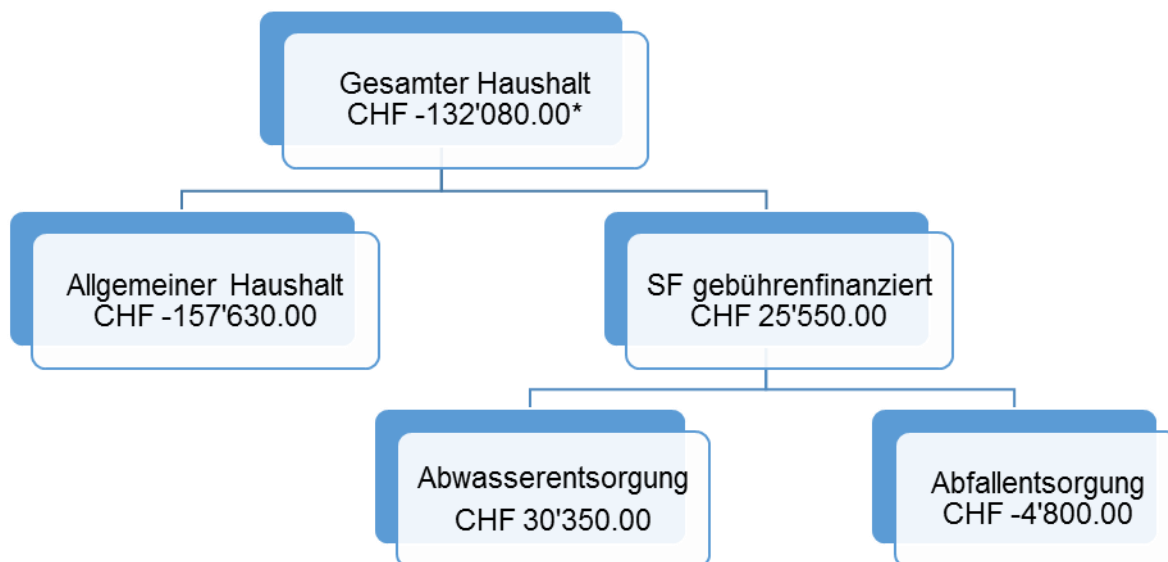 Gesamter Haushalt
CHF -132'080.00*
Allgemeiner Haushalt
CHF -157'630.00
SF gebührenfinanziert
CHF 25'550.00
Abwasserentsorgung
CHF 30'350.00
Abfallentsorgung
CHF -4'800.00